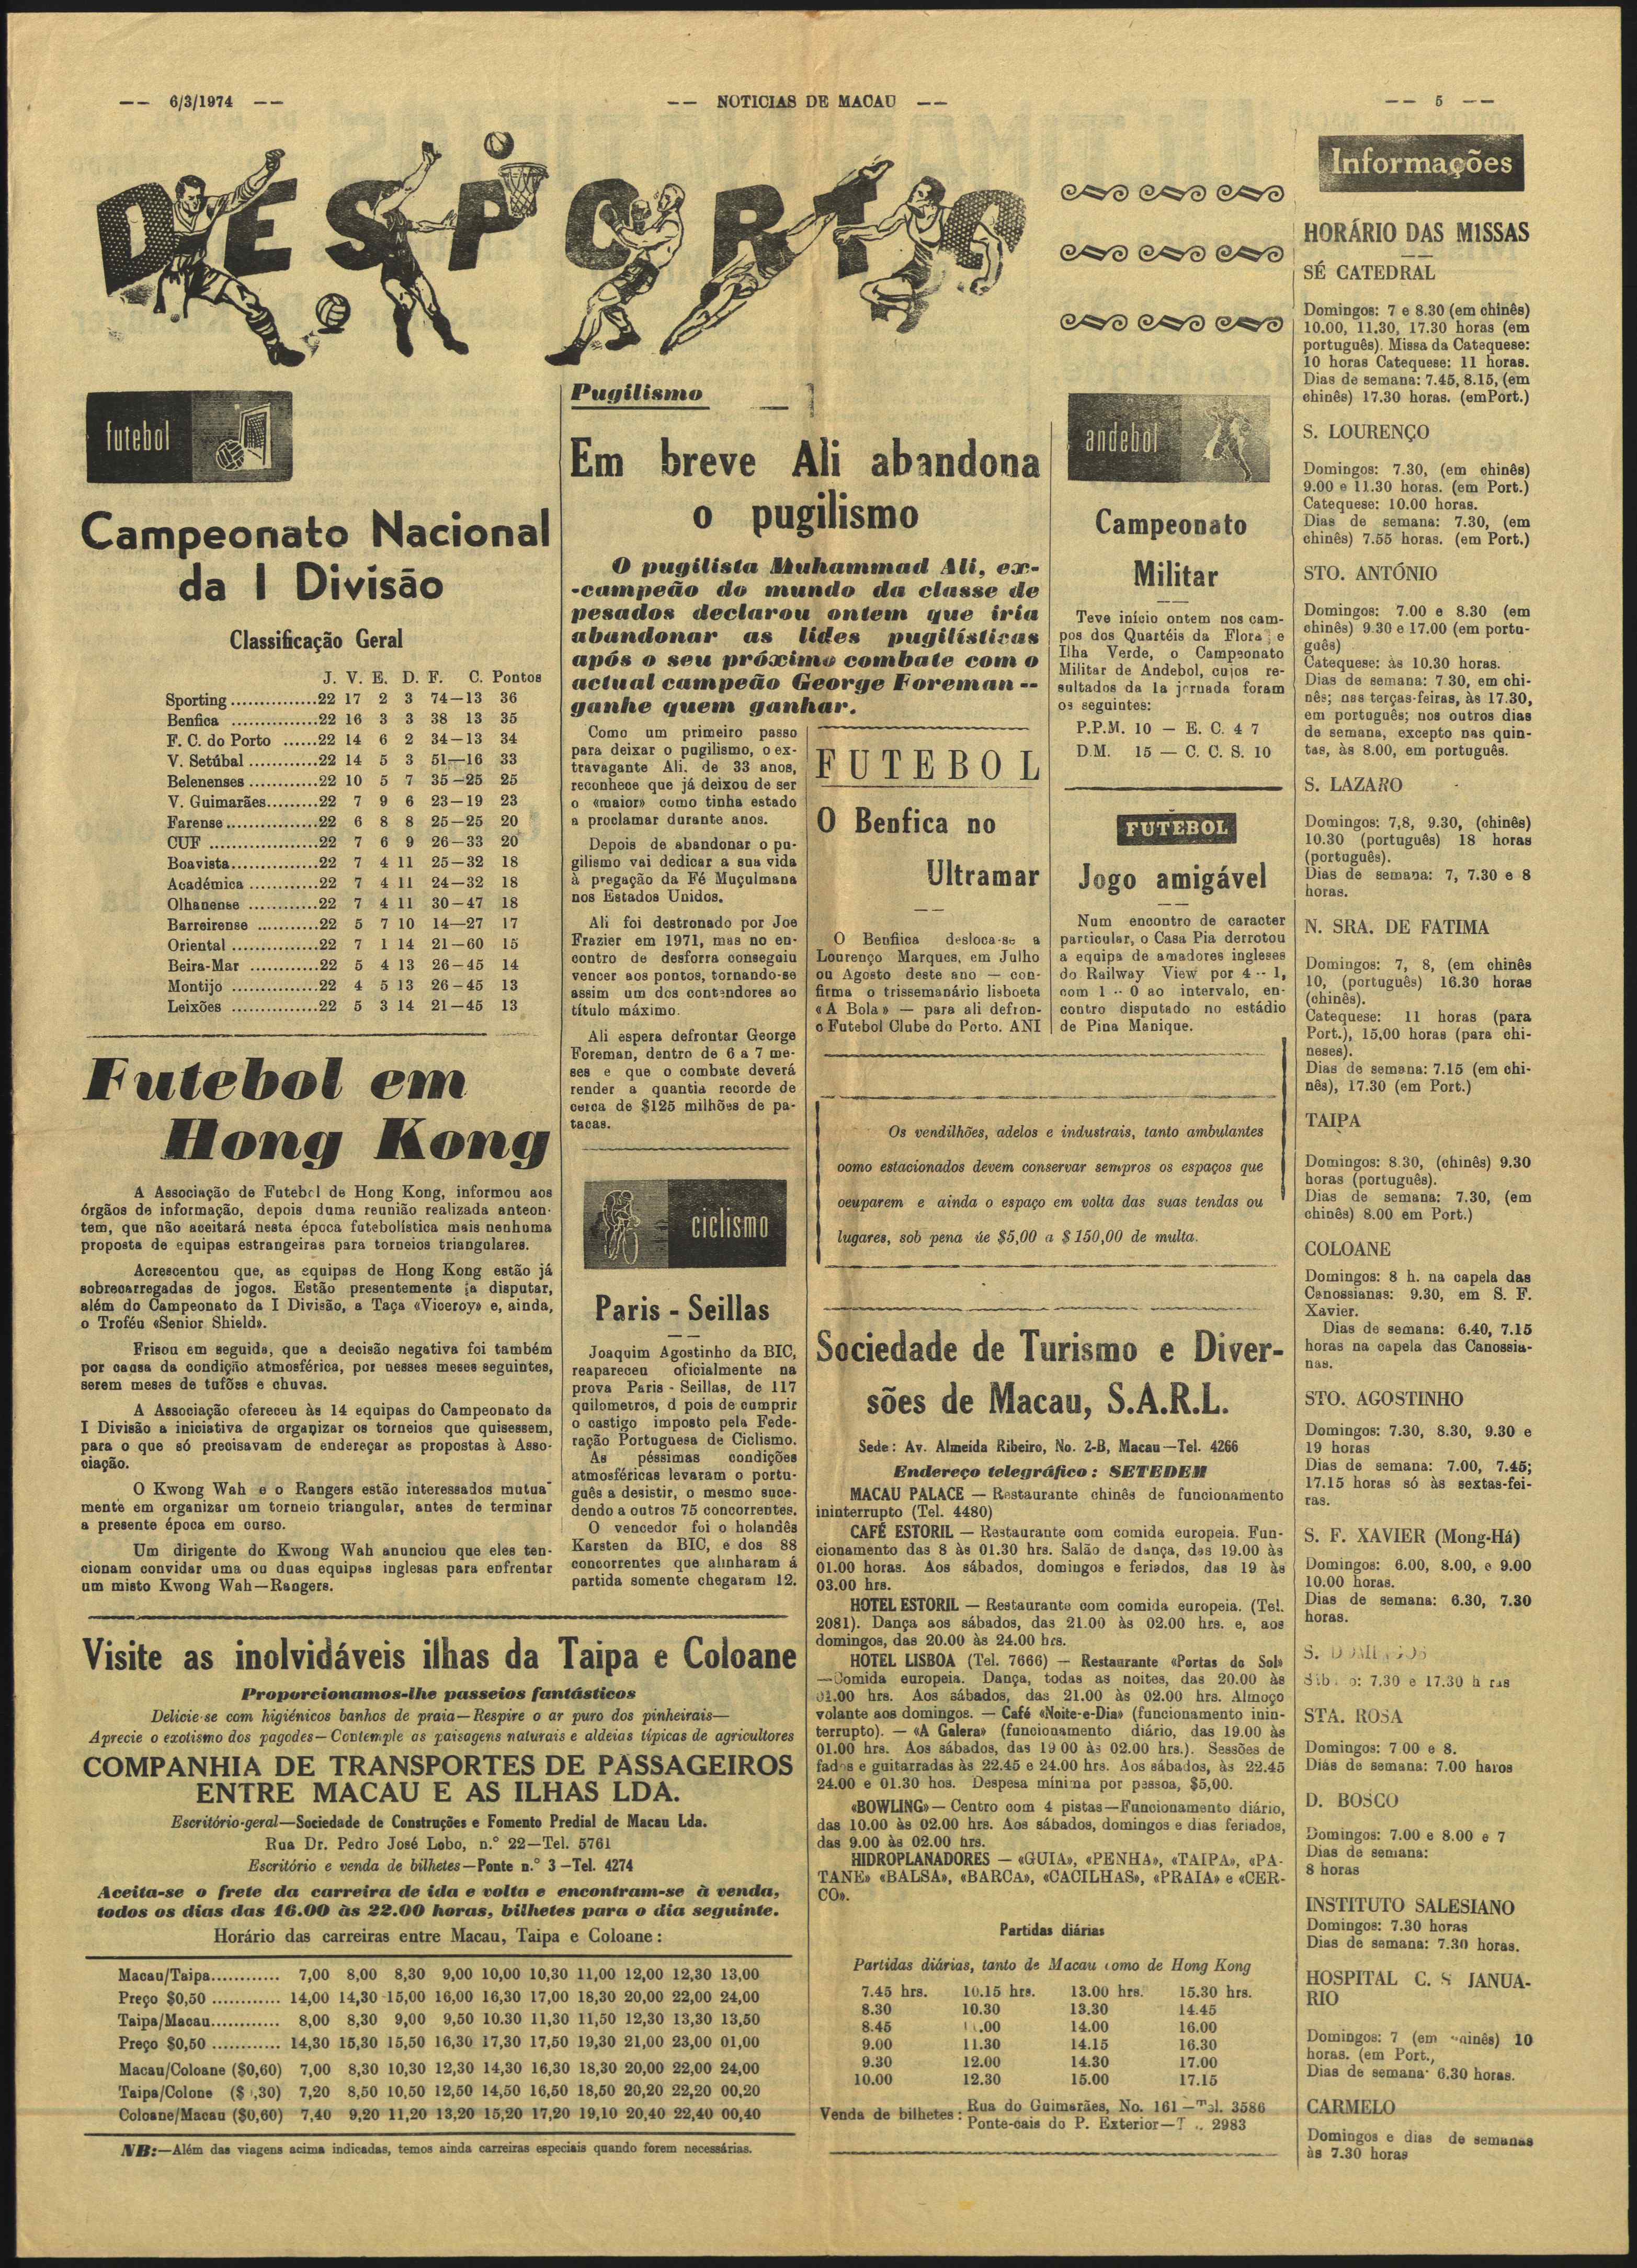 6/3/1974
NOTICIAS DE MACAU
5
DESPORTO
futebol
Campeonato Nacional
da I Divisão
Classificação Geral
J. V. E. D. F. C. Pontos
Sporting ...............22 17 2 3 74—13 36
Benfica ...............22 16 3 3 38 13 35
F. C. do Porto ......22 14 6 2 34—13 34
V. Setúbal ............22 14 5 3 51—16 33
Belenenses ............22 10 5 7 35—25 25
V. Guimarães.........22 7 9 6 23—19 23
Farense ................22 6 8 8 25—25 20
CUF ...................22 7 6 9 26—33 20
Boavista...............22 7 4 11 25—32 18
Académica ............22 7 4 11 24—32 18
Olhanense ............22 7 4 11 30—47 18
Barreirense ...........22 5 7 10 14—27 17
Oriental ...............22 7 1 14 21—60 15
Beira-Mar ............22 5 4 13 26—45 14
Montijo ...............22 4 5 13 26—45 13
Leixões ...............22 5 3 14 21—45 13
Futebol em
Hong Kong
A Associação de Futebol de Hong Kong, informou aos
órgãos de informação, depois duma reunião realizada anteon-
tem, que não aceitará nesta época futebolística mais nenhuma
proposta de equipas estrangeiras para torneios triangulares.
Acrescentou que, as equipas de Hong Kong estão já
sobrecarregadas de jogos. Estão presentemente a disputar,
além do Campeonato da I Divisão, a Taça «Viceroy» e, ainda,
o Troféu «Senior Shield».
Frisou em seguida, que a decisão negativa foi também
por causa da condição atmosférica, por nesses meses seguintes,
serem meses de tufões e chuvas.
A Associação ofereceu às 14 equipas do Campeonato da
I Divisão a iniciativa de organizar os torneios que quisessem,
para o que só precisavam de endereçar as propostas à Asso-
ciação.
O Kwong Wah e o Rangers estão interessados mutua-
mente em organizar um torneio triangular, antes de terminar
a presente época em curso.
Um dirigente do Kwong Wah anunciou que eles ten-
cionam convidar uma ou duas equipas inglesas para enfrentar
um misto Kwong Wah—Rangers.
Pugilismo
Em breve Ali abandona
o pugilismo
O pugilista Muhammad Ali, ex-
-campeão do mundo da classe de
pesados declarou ontem que iria
abandonar as lides pugilísticas
após o seu próximo combate com o
actual campeão George Foreman --
ganhe quem ganhar.
Como um primeiro passo
para deixar o pugilismo, o ex-
travagante Ali. de 33 anos,
reconhece que já deixou de ser
o «maior» como tinha estado
a proclamar durante anos.
Depois de abandonar o pu-
gilismo vai dedicar a sua vida
à pregação da Fé Muçulmana
nos Estados Unidos.
Ali foi destronado por Joe
Frazier em 1971, mas no en-
contro de desforra conseguiu
vencer aos pontos, tornando-se
assim um dos contendores ao
título máximo.
Ali espera defrontar George
Foreman, dentro de 6 a 7 me-
ses e que o combate deverá
render a quantia recorde de
cerca de $125 milhões de pa-
tacas.
ciclismo
Paris - Seillas
Joaquim Agostinho da BIC,
reapareceu oficialmente na
prova Paris - Seillas, de 117
quilometros, d pois de cumprir
o castigo imposto pela Fede-
ração Portuguesa de Ciclismo.
As péssimas condições
atmosféricas levaram o portu-
guês a desistir, o mesmo suce-
dendo a outros 75 concorrentes.
O vencedor foi o holandês
Karsten da BIC, e dos 88
concorrentes que alinharam á
partida somente chegaram 12.
FUTEBOL
O Benfica no
Ultramar
O Benfiica desloca-se a
Lourenço Marques, em Julho
ou Agosto deste ano — con-
firma o trissemanário lisboeta
«A Bola» — para ali defron-
o Futebol Clube do Porto. ANI
andebol
Campeonato
Militar
Teve início ontem nos cam-
pos dos Quartéis da Flora e
Ilha Verde, o Campeonato
Militar de Andebol, cujos re-
sultados da 1a jornada foram
os seguintes:
P.P.M. 10 — E. C. 4 7
D.M. 15 — C. C. S. 10
FUTEBOL
Jogo amigável
Num encontro de caracter
particular, o Casa Pia derrotou
a equipa de amadores ingleses
do Railway View por 4 -- 1,
com 1 -- 0 ao intervalo, en-
contro disputado no estádio
de Pina Manique.
Os vendilhões, adelos e industrais, tanto ambulantes
oomo estacionados devem conservar sempros os espaços que
oeuparem e ainda o espaço em volta das suas tendas ou
lugares, sob pena úe $5,00 a $150,00 de multa.
Sociedade de Turismo e Diver-
sões de Macau, S.A.R.L.
Sede: Av. Almeida Ribeiro, No. 2-B, Macau—Tel. 4266
Endereço telegráfico: SETEDEM
MACAU PALACE — Restaurante chinês de funcionamento
ininterrupto (Tel. 4480)
CAFÉ ESTORIL — Restaurante com comida europeia. Fun-
cionamento das 8 às 01.30 hrs. Salão de dança, das 19.00 às
01.00 horas. Aos sábados, domingos e feriados, das 19 às
03.00 hrs.
HOTEL ESTORIL — Restaurante com comida europeia. (Tel.
2081). Dança aos sábados, das 21.00 às 02.00 hrs. e, aos
domingos, das 20.00 às 24.00 hrs.
HOTEL LISBOA (Tel. 7666) — Restaurante «Portas do Sol»
—Comida europeia. Dança, todas as noites, das 20.00 às
01.00 hrs. Aos sábados, das 21.00 às 02.00 hrs. Almoço
volante aos domingos. — Café «Noite-e-Dia» (funcionamento inin-
terrupto). — «A Galera» (funcionamento diário, das 19.00 às
01.00 hrs. Aos sábados, das 19 00 às 02.00 hrs.). Sessões de
fados e guitarradas às 22.45 e 24.00 hrs. Aos sábados, às 22.45
24.00 e 01.30 hos. Despesa mínima por pessoa, $5,00.
«BOWLING»— Centro com 4 pistas—Funcionamento diário,
das 10.00 às 02.00 hrs. Aos sábados, domingos e dias feriados,
das 9.00 às 02.00 hrs.
HIDROPLANADORES — «GUIA», «PENHA», «TAIPA», «PA-
TANE» «BALSA», «BARCA», «CACILHAS», «PRAIA» e «CER-
CO».
Partidas diárias
Partidas diárias, tanto de Macau como de Hong Kong
7.45 hrs. 10.15 hrs. 13.00 hrs. 15.30 hrs.
8.30 10.30 13.30 14.45
8.45 .00 14.00 16.00
9.00 11.30 14.15 16.30
9.30 12.00 14.30 17.00
10.00 12.30 15.00 17.15
Venda de bilhetes: Rua do Guimarães, No. 161 —Tel. 3586
Ponte-cais do P. Exterior—T . 2983
Visite as inolvidáveis ilhas da Taipa e Coloane
Proporcionamos-lhe passeios fantásticos
Delicie-se com higiénicos banhos de praia—Respire o ar puro dos pinheirais—
Aprecie o exotismo dos pagodes—Contemple as paisagens naturais e aldeias típicas de agricultores
COMPANHIA DE TRANSPORTES DE PASSAGEIROS
ENTRE MACAU E AS ILHAS LDA.
Escritório-geral—Sociedade de Construções e Fomento Predial de Macau Lda.
Rua Dr. Pedro José Lobo, n.º 22—Tel. 5761
Escritório e venda de bilhetes—Ponte n.º 3 —Tel. 4274
Aceita-se o frete da carreira de ida e volta e encontram-se à venda,
todos os dias das 16.00 às 22.00 horas, bilhetes para o dia seguinte.
Horário das carreiras entre Macau, Taipa e Coloane:
Macau/Taipa............ 7,00 8,00 8,30 9,00 10,00 10,30 11,00 12,00 12,30 13,00
Preço $0,50 ............ 14,00 14,30 15,00 16,00 16,30 17,00 18,30 20,00 22,00 24,00
Taipa/Macau............ 8,00 8,30 9,00 9,50 10.30 11,30 11,50 12,30 13,30 13,50
Preço $0,50 ............ 14,30 15,30 15,50 16,30 17,30 17,50 19,30 21,00 23,00 01,00
Macau/Coloane ($0,60) 7,00 8,30 10,30 12,30 14,30 16,30 18,30 20,00 22,00 24,00
Taipa/Colone ($ ,30) 7,20 8,50 10,50 12,50 14,50 16,50 18,50 20,20 22,20 00,20
Coloane/Macau ($0,60) 7,40 9,20 11,20 13,20 15,20 17,20 19,10 20,40 22,40 00,40
NB:—Além das viagens acima indicadas, temos ainda carreiras especiais quando forem necessárias.
Informações
HORÁRIO DAS M1SSAS
SÉ CATEDRAL
Domingos: 7 e 8.30 (em chinês)
10.00, 11.30, 17.30 horas (em
português). Missa da Catequese:
10 horas Catequese: 11 horas.
Dias de semana: 7.45, 8.15, (em
chinês) 17.30 horas. (emPort.)
S. LOURENÇO
Domingos: 7.30, (em chinês)
9.00 e 11.30 horas. (em Port.)
Catequese: 10.00 horas.
Dias de semana: 7.30, (em
chinês) 7.55 horas. (em Port.)
STO. ANTÓNIO
Domingos: 7.00 e 8.30 (em
chinês) 9.30 e 17.00 (em portu-
guês)
Catequese: às 10.30 horas.
Dias de semana: 7 30, em chi-
nês; nas terças-feiras, às 17.30,
em português; nos outros dias
de semana, excepto nas quin-
tas, às 8.00, em português.
S. LAZARO
Domingos: 7,8, 9.30, (chinês)
10.30 (português) 18 horas
(português).
Dias de semana: 7, 7.30 e 8
horas.
N. SRA. DE FATIMA
Domingos: 7, 8, (em chinês
10, (português) 16.30 horas
(chinês).
Catequese: 11 horas (para
Port.), 15.00 horas (para chi-
neses).
Dias de semana: 7.15 (em chi-
nês), 17.30 (em Port.)
TAIPA
Domingos: 8.30, (chinês) 9.30
horas (português).
Dias de semana: 7.30, (em
chinês) 8.00 em Port.)
COLOANE
Domingos: 8 h. na capela das
Canossianas: 9.30, em S. F.
Xavier.
Dias de semana: 6.40, 7.15
horas na capela das Canossia-
nas.
STO. AGOSTINHO
Domingos: 7.30, 8.30, 9.30 e
19 horas
Dias de semana: 7.00, 7.45;
17.15 horas só às sextas-fei-
ras.
S. F. XAVIER (Mong-Há)
Domingos: 6.00, 8.00, e 9.00
10.00 horas.
Dias de semana: 6.30, 7.30
horas.
S. DOMINGOS
7.30 e 17.30
STA. ROSA
Domingos: 7 00 e 8.
Dias de semana: 7.00 haros
D. BOSCO
Domingos: 7.00 e 8.00 e 7
Dias de semana:
8 horas
INSTITUTO SALESIANO
Domingos: 7.30 horas
Dias de semana: 7.30 horas.
HOSPITAL C. S JANUA-
RIO
Domingos: 7 (em chinês) 10
horas. (em Port.,
Dias de semana 6.30 horas.
CARMELO
Domingos e dias de semanas
às 7.30 horas